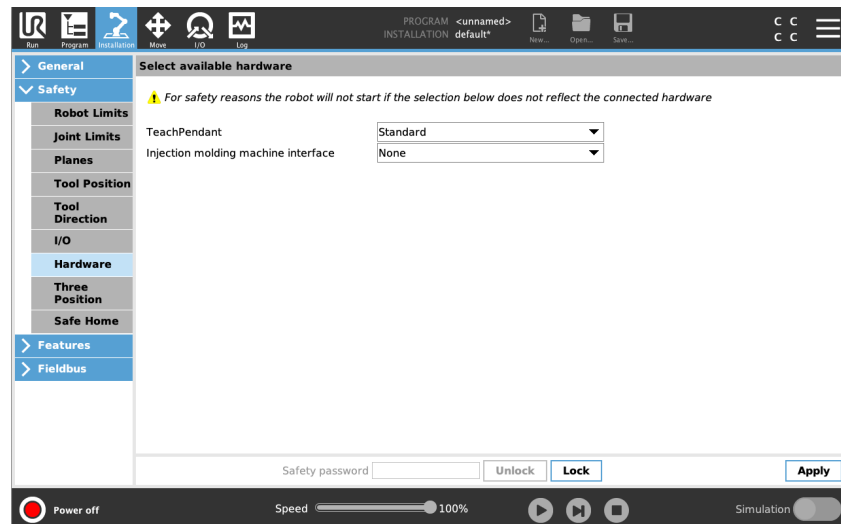 PROGRAM <unnamed>
INSTALLATION default*
UR
Run
Program
Installation
Move
I/O
Log
New...
Open...
Save...
C C
C C
General
Safety
Robot Limits
Joint Limits
Planes
Tool Position
Tool
Direction
I/O
Hardware
Three
Position
Safe Home
Features
Fieldbus
Select available hardware
For safety reasons the robot will not start if the selection below does not reflect the connected hardware
TeachPendant Standard
Injection molding machine interface None
Safety password Unlock Lock Apply
Power off Speed 100% Simulation